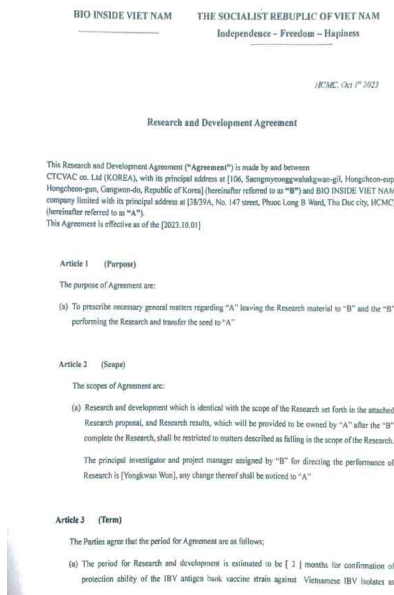 BIO INSIDE VIET NAM
THE SOCIALIST REBUPLIC OF VIET NAM
Independence – Freedom – Hapiness
HCMC, Oct 1st 2023
Research and Development Agreement
This Research and Development Agreement ("Agreement") is made by and between
CTCVAC co. Ltd (KOREA), with its principal address at [106, Saengmyeonggwahakgwan-gil, Hongcheon-eup
Hongcheon-gun, Gangwon-do, Republic of Korea] (hereinafter referred to as "B") and BIO INSIDE VIET NAM
company limited with its principal address at [38/39A, No. 147 street, Phuoc Long B Ward, Thu Duc city, HCMC]
(hereinafter referred to as "A").
This Agreement is effective as of the [2023.10.01]
Article 1 (Purpose)
The purpose of Agreement are:
(a) To prescribe necessary general matters regarding "A" leaving the Research material to "B" and the "B"
performing the Research and transfer the seed to "A"
Article 2 (Scope)
The scopes of Agreement are:
(a) Research and development which is identical with the scope of the Research set forth in the attached
Research proposal, and Research results, which will be provided to be owned by "A" after the "B"
complete the Research, shall be restricted to matters described as falling in the scope of the Research.
The principal investigator and project manager assigned by "B" for directing the performance of
Research is [Yongkwan Won], any change thereof shall be noticed to "A"
Article 3 (Term)
The Parties agree that the period for Agreement are as follows;
(a) The period for Research and development is estimated to be [ 2 ] months for confirmation of
protection ability of the IBV antigen bank vaccine strain against Vietnamese IBV isolates as